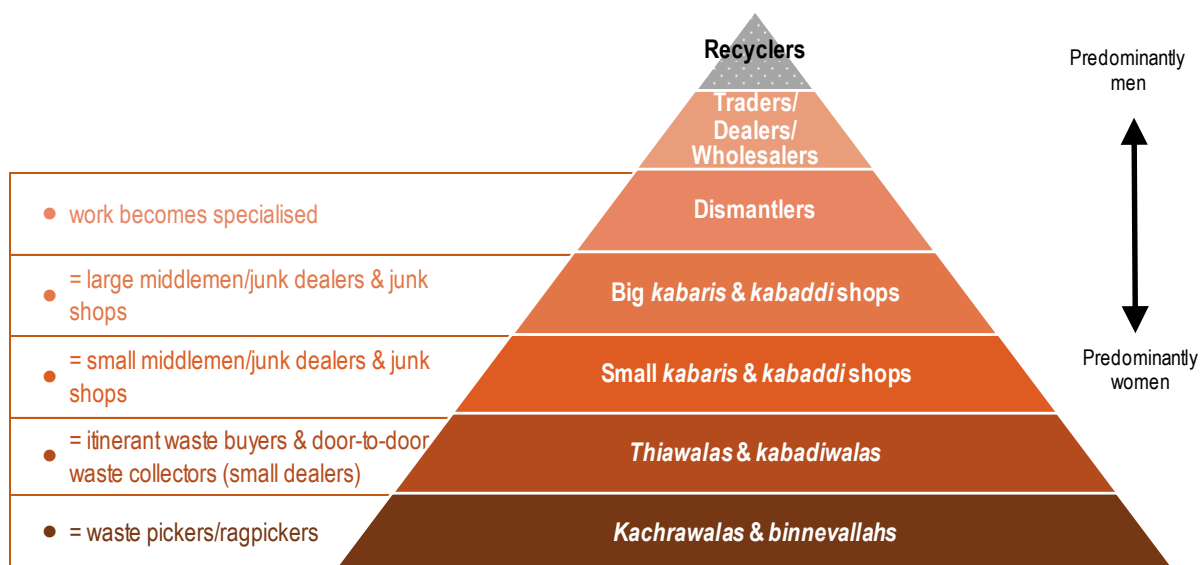 Recyclers
Predominantly
men
Traders/
Dealers/
Wholesalers
• work becomes specialised
Dismantlers
• = large middlemen/junk dealers & junk
shops
Big kabaris & kabaddi shops
• = small middlemen/junk dealers & junk
shops
Small kabaris & kabaddi shops
Predominantly
women
• = itinerant waste buyers & door-to-door
waste collectors (small dealers)
Thiawalas & kabadiwalas
• = waste pickers/ragpickers
Kachrawalas & binnevallahs